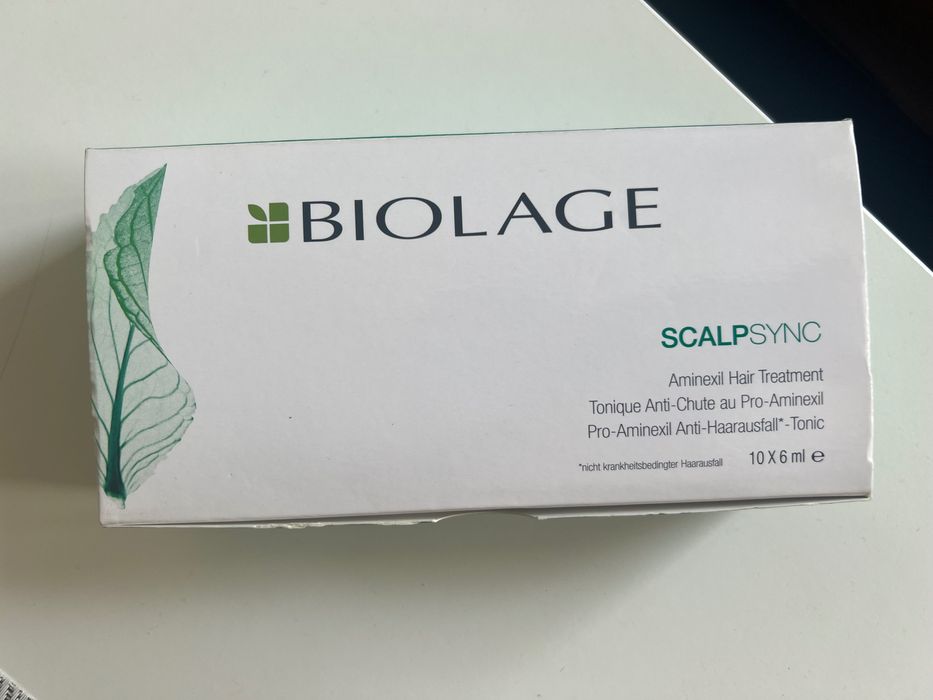 BIOLAGE
SCALPSYNC
Aminexil Hair Treatment
Tonique Anti-Chute au Pro-Aminexil
Pro-Aminexil Anti-Haarausfall*-Tonic
*nicht krankheitsbedingter Haarausfall 10 X 6 ml ℮